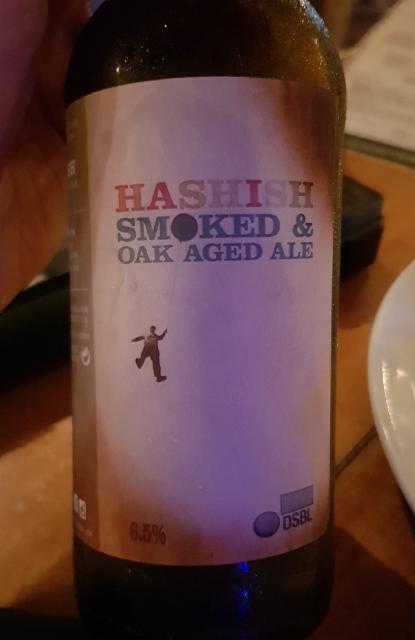 HASHISH
SMOKED &
OAK AGED ALE
6.5%
DSBL